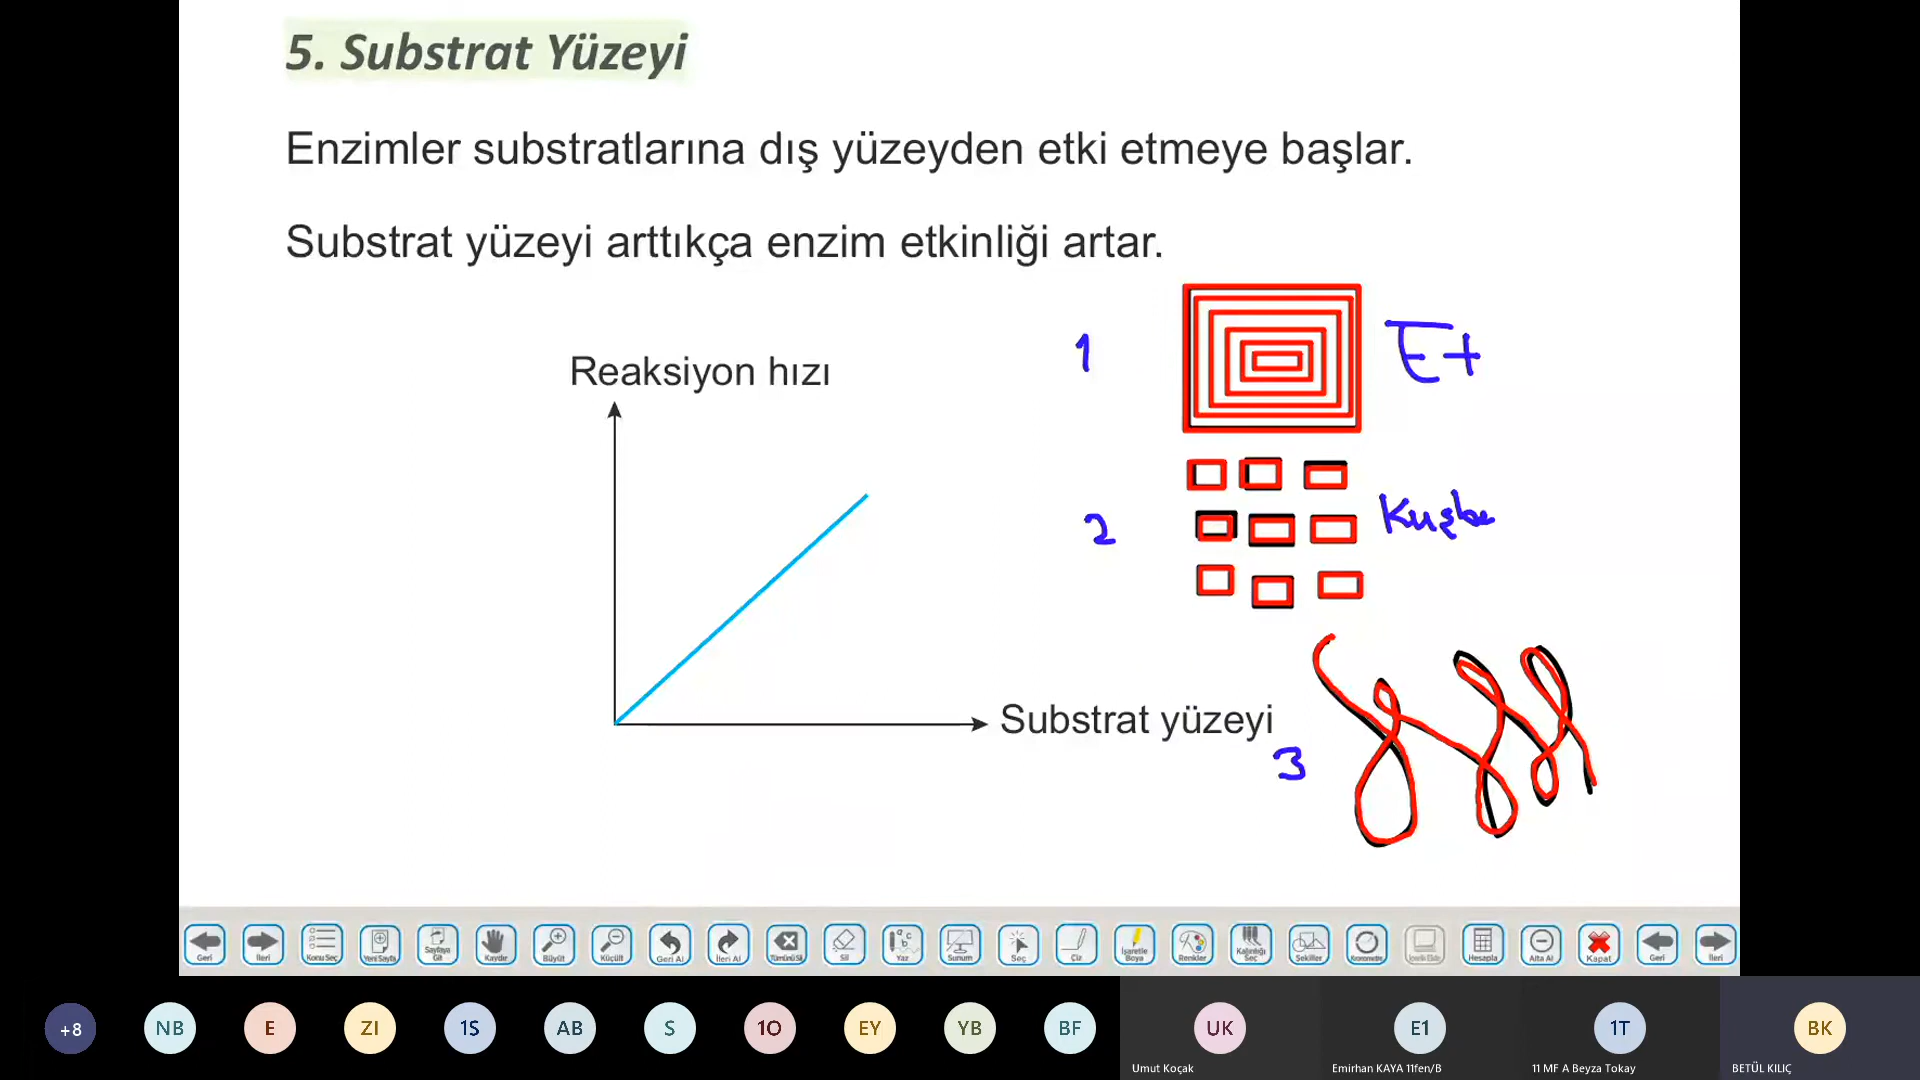 5. Substrat Yüzeyi
Enzimler substratlarına dış yüzeyden etki etmeye başlar.
Substrat yüzeyi arttıkça enzim etkinliği artar.
Reaksiyon hızı
Substrat yüzeyi
1
Et
2
Kuşbaı
3
Geri İleri Konu Seç Yeni Sayfa Sayfaya Git Kaydır Büyüt Küçült Geri Al İleri Al Tümünü Sil Sil Yaz Sunum Seç Çiz İşaretle Boya Renkler Kalınlığı Seç Şekiller Kronometre İçerik Ekle Hesapla Alta Al Kapat Geri İleri
+8 NB E ZI 1S AB S 1O EY YB BF UK E1 1T BK
Umut Koçak Emirhan KAYA 11fen/B 11 MF A Beyza Tokay BETÜL KILIÇ